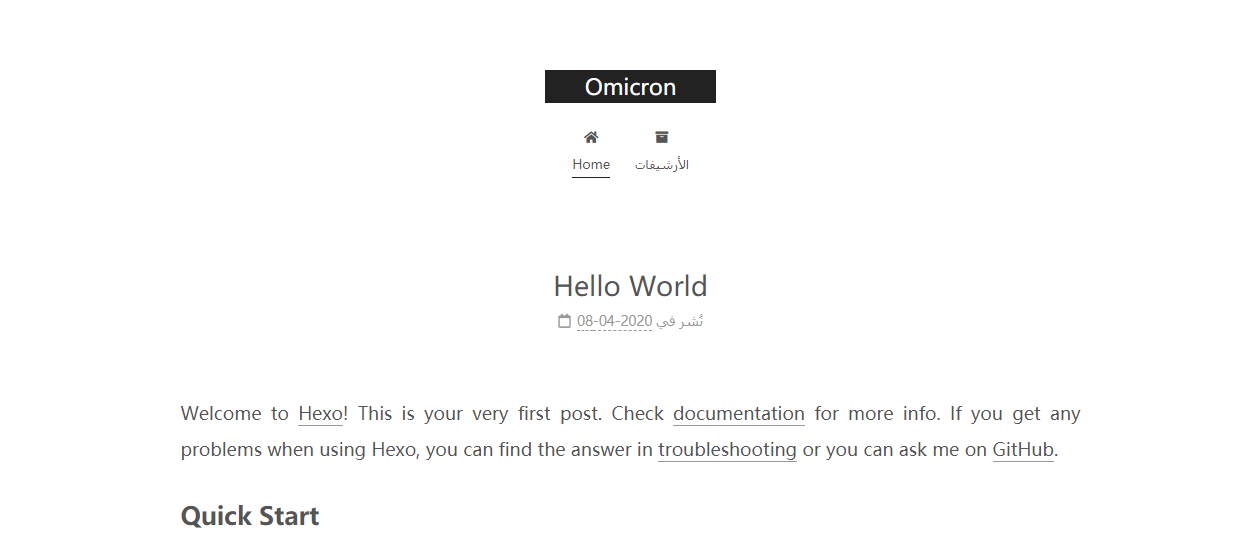 Omicron
Home
الأرشيفات
Hello World
نُشر في 08-04-2020
Welcome to Hexo! This is your very first post. Check documentation for more info. If you get any
problems when using Hexo, you can find the answer in troubleshooting or you can ask me on GitHub.
Quick Start